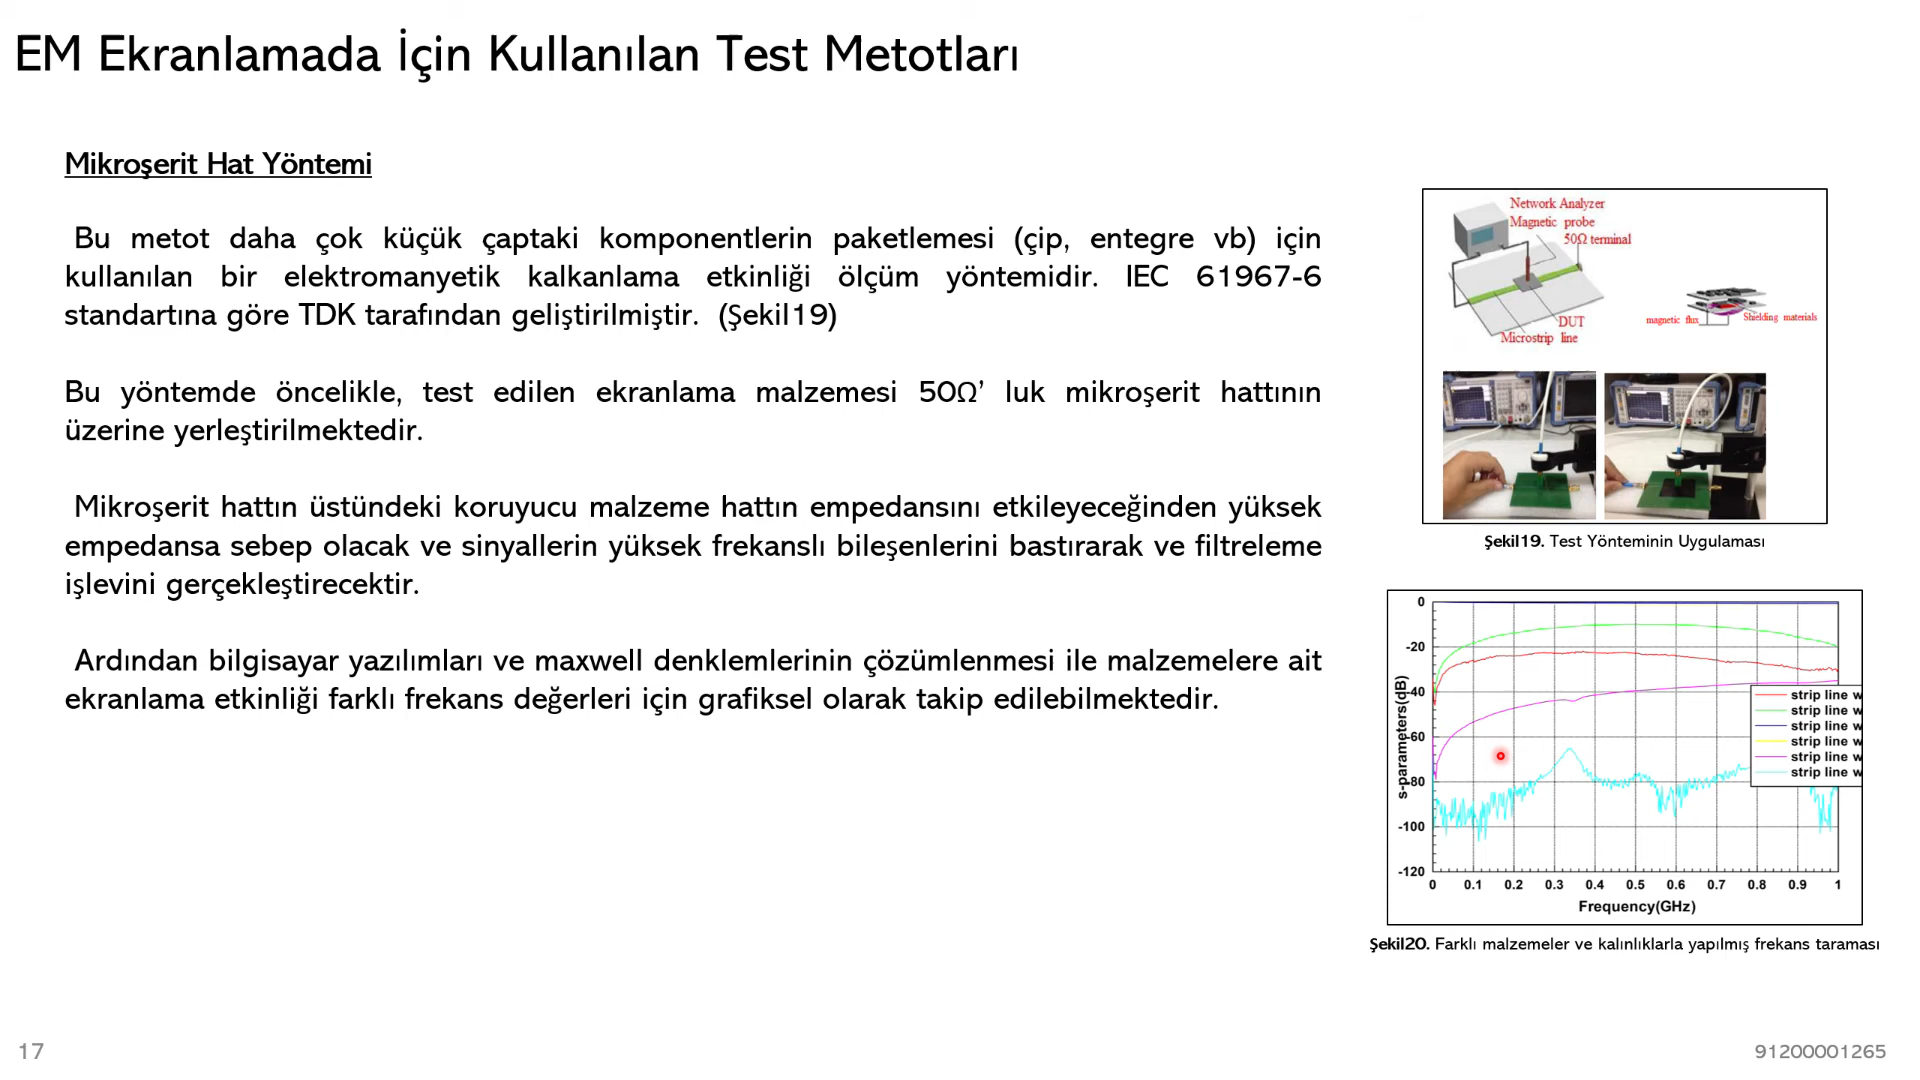 EM Ekranlamada İçin Kullanılan Test Metotları
Mikroşerit Hat Yöntemi
Bu metot daha çok küçük çaptaki komponentlerin paketlemesi (çip, entegre vb) için
kullanılan bir elektromanyetik kalkanlama etkinliği ölçüm yöntemidir. IEC 61967-6
standartına göre TDK tarafından geliştirilmiştir. (Şekil19)
Bu yöntemde öncelikle, test edilen ekranlama malzemesi 50Ω’ luk mikroşerit hattının
üzerine yerleştirilmektedir.
Mikroşerit hattın üstündeki koruyucu malzeme hattın empedansını etkileyeceğinden yüksek
empedansa sebep olacak ve sinyallerin yüksek frekanslı bileşenlerini bastırarak ve filtreleme
işlevini gerçekleştirecektir.
Ardından bilgisayar yazılımları ve maxwell denklemlerinin çözümlenmesi ile malzemelere ait
ekranlama etkinliği farklı frekans değerleri için grafiksel olarak takip edilebilmektedir.
Network Analyzer
Magnetic probe
50Ω terminal
DUT
Microstrip line
magnetic flux
Shielding materials
Şekil19. Test Yönteminin Uygulaması
s-parameters(dB)
0
-20
-40
-60
-80
-100
-120
strip line w
strip line w
strip line w
strip line w
strip line w
strip line w
0 0.1 0.2 0.3 0.4 0.5 0.6 0.7 0.8 0.9 1
Frequency(GHz)
Şekil20. Farklı malzemeler ve kalınlıklarla yapılmış frekans taraması
17
91200001265